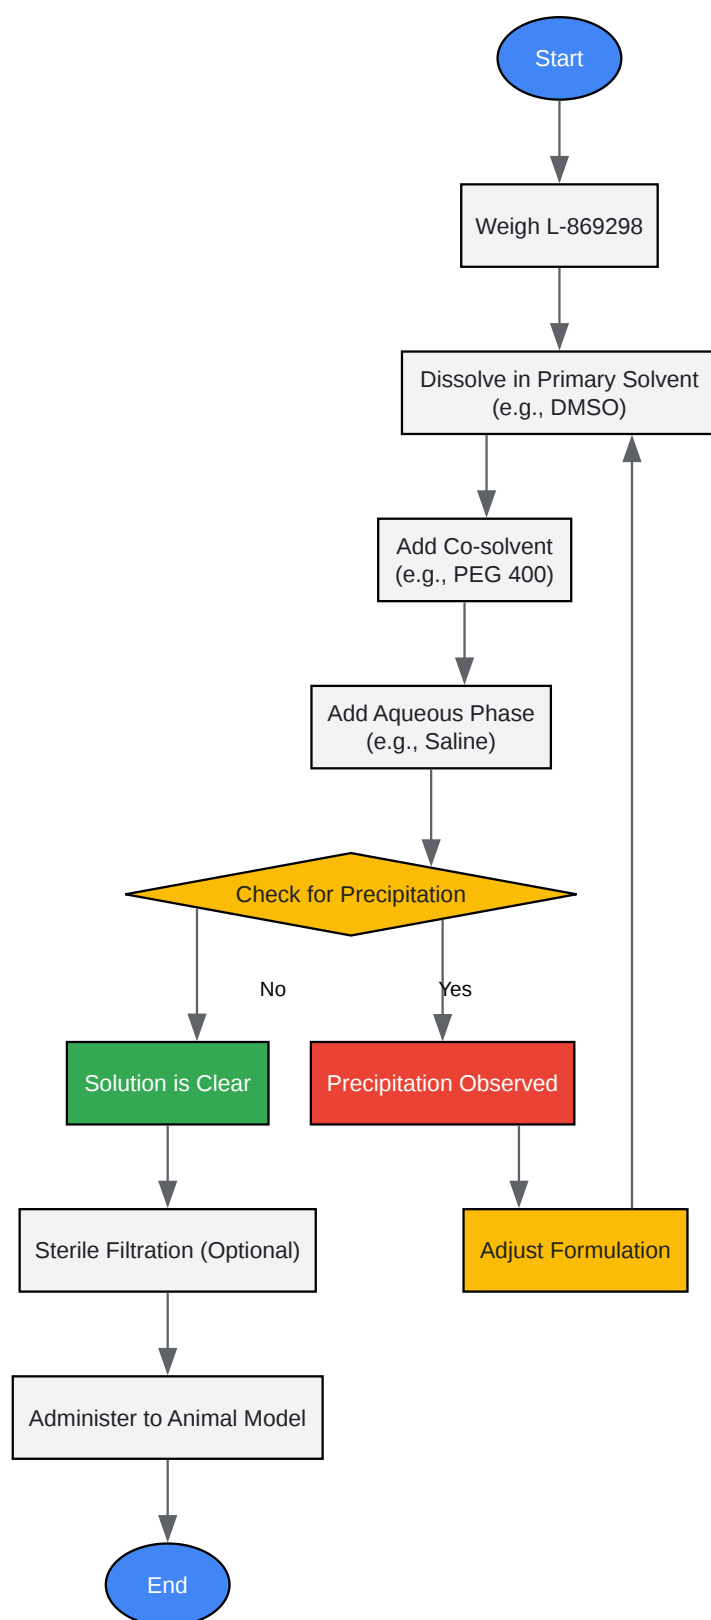 Start
Weigh L-869298
Dissolve in Primary Solvent
(e.g., DMSO)
Add Co-solvent
(e.g., PEG 400)
Add Aqueous Phase
(e.g., Saline)
Check for Precipitation
No
Yes
Solution is Clear
Precipitation Observed
Sterile Filtration (Optional)
Adjust Formulation
Administer to Animal Model
End